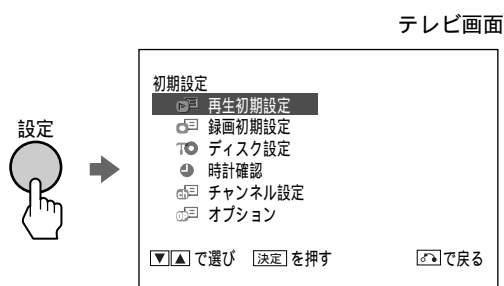 テレビ画面
設定
初期設定
再生初期設定
録画初期設定
ディスク設定
時計確認
チャンネル設定
オプション
▼▲で選び 決定を押す で戻る